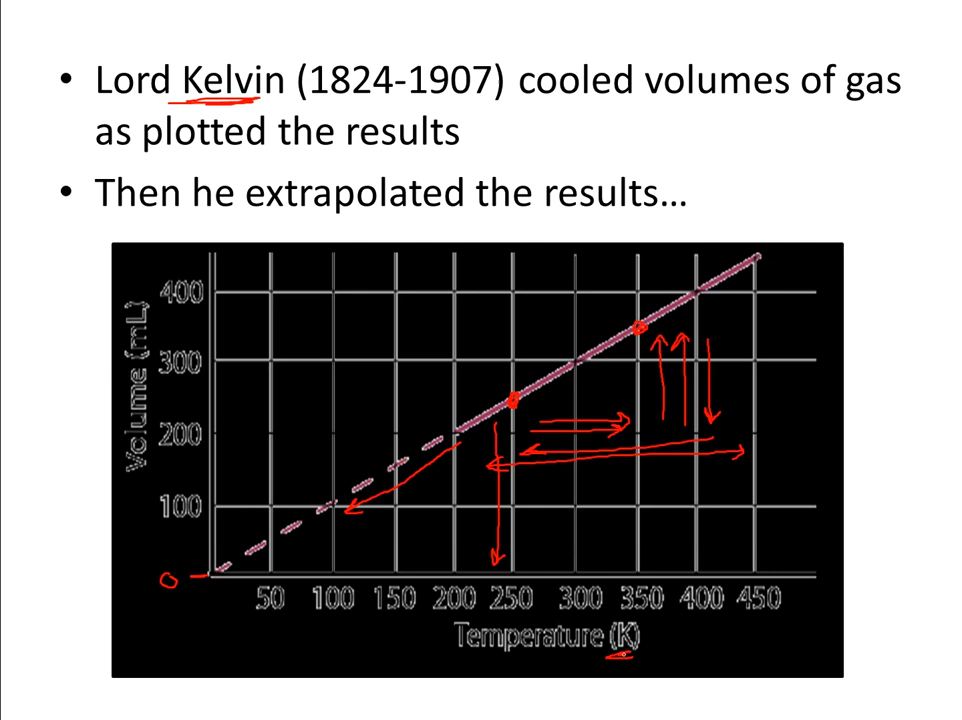 • Lord Kelvin (1824-1907) cooled volumes of gas
as plotted the results
• Then he extrapolated the results…
Volume (mL)
400
300
200
100
0
50 100 150 200 250 300 350 400 450
Temperature (K)